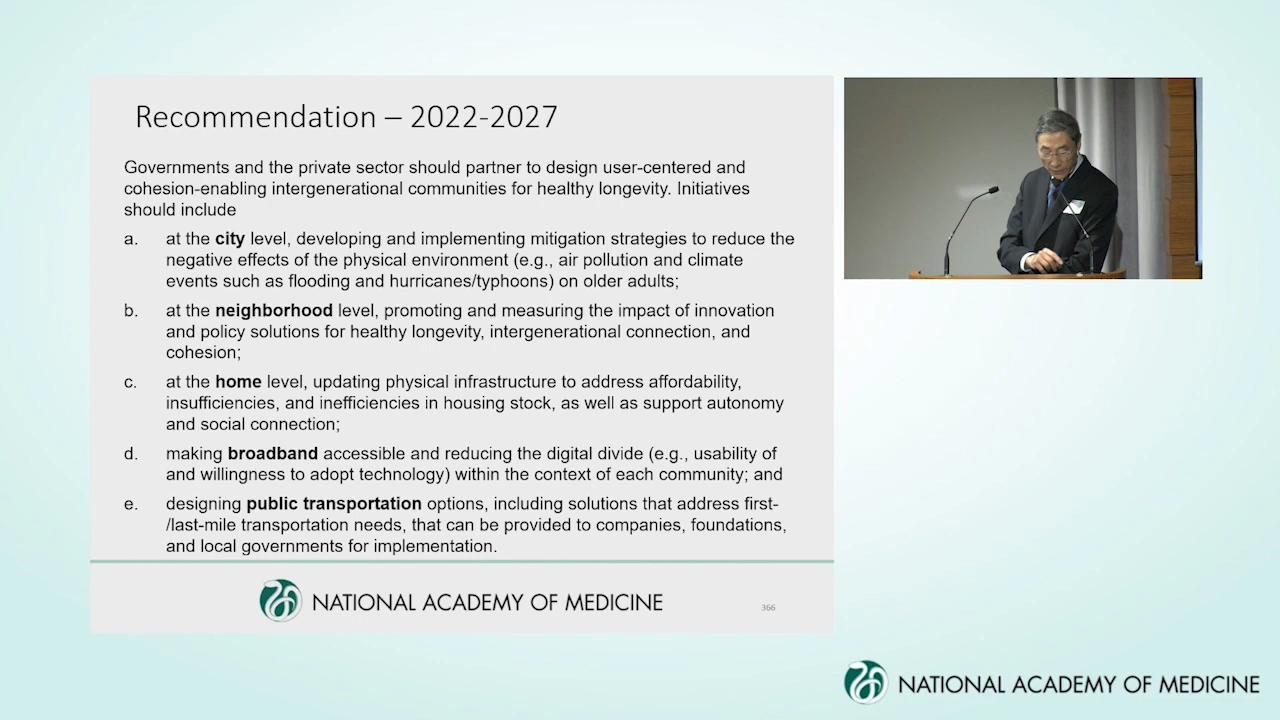 Recommendation – 2022-2027
Governments and the private sector should partner to design user-centered and
cohesion-enabling intergenerational communities for healthy longevity. Initiatives
should include
a. at the city level, developing and implementing mitigation strategies to reduce the
negative effects of the physical environment (e.g., air pollution and climate
events such as flooding and hurricanes/typhoons) on older adults;
b. at the neighborhood level, promoting and measuring the impact of innovation
and policy solutions for healthy longevity, intergenerational connection, and
cohesion;
c. at the home level, updating physical infrastructure to address affordability,
insufficiencies, and inefficiencies in housing stock, as well as support autonomy
and social connection;
d. making broadband accessible and reducing the digital divide (e.g., usability of
and willingness to adopt technology) within the context of each community; and
e. designing public transportation options, including solutions that address first-
/last-mile transportation needs, that can be provided to companies, foundations,
and local governments for implementation.
NATIONAL ACADEMY OF MEDICINE
366
NATIONAL ACADEMY OF MEDICINE